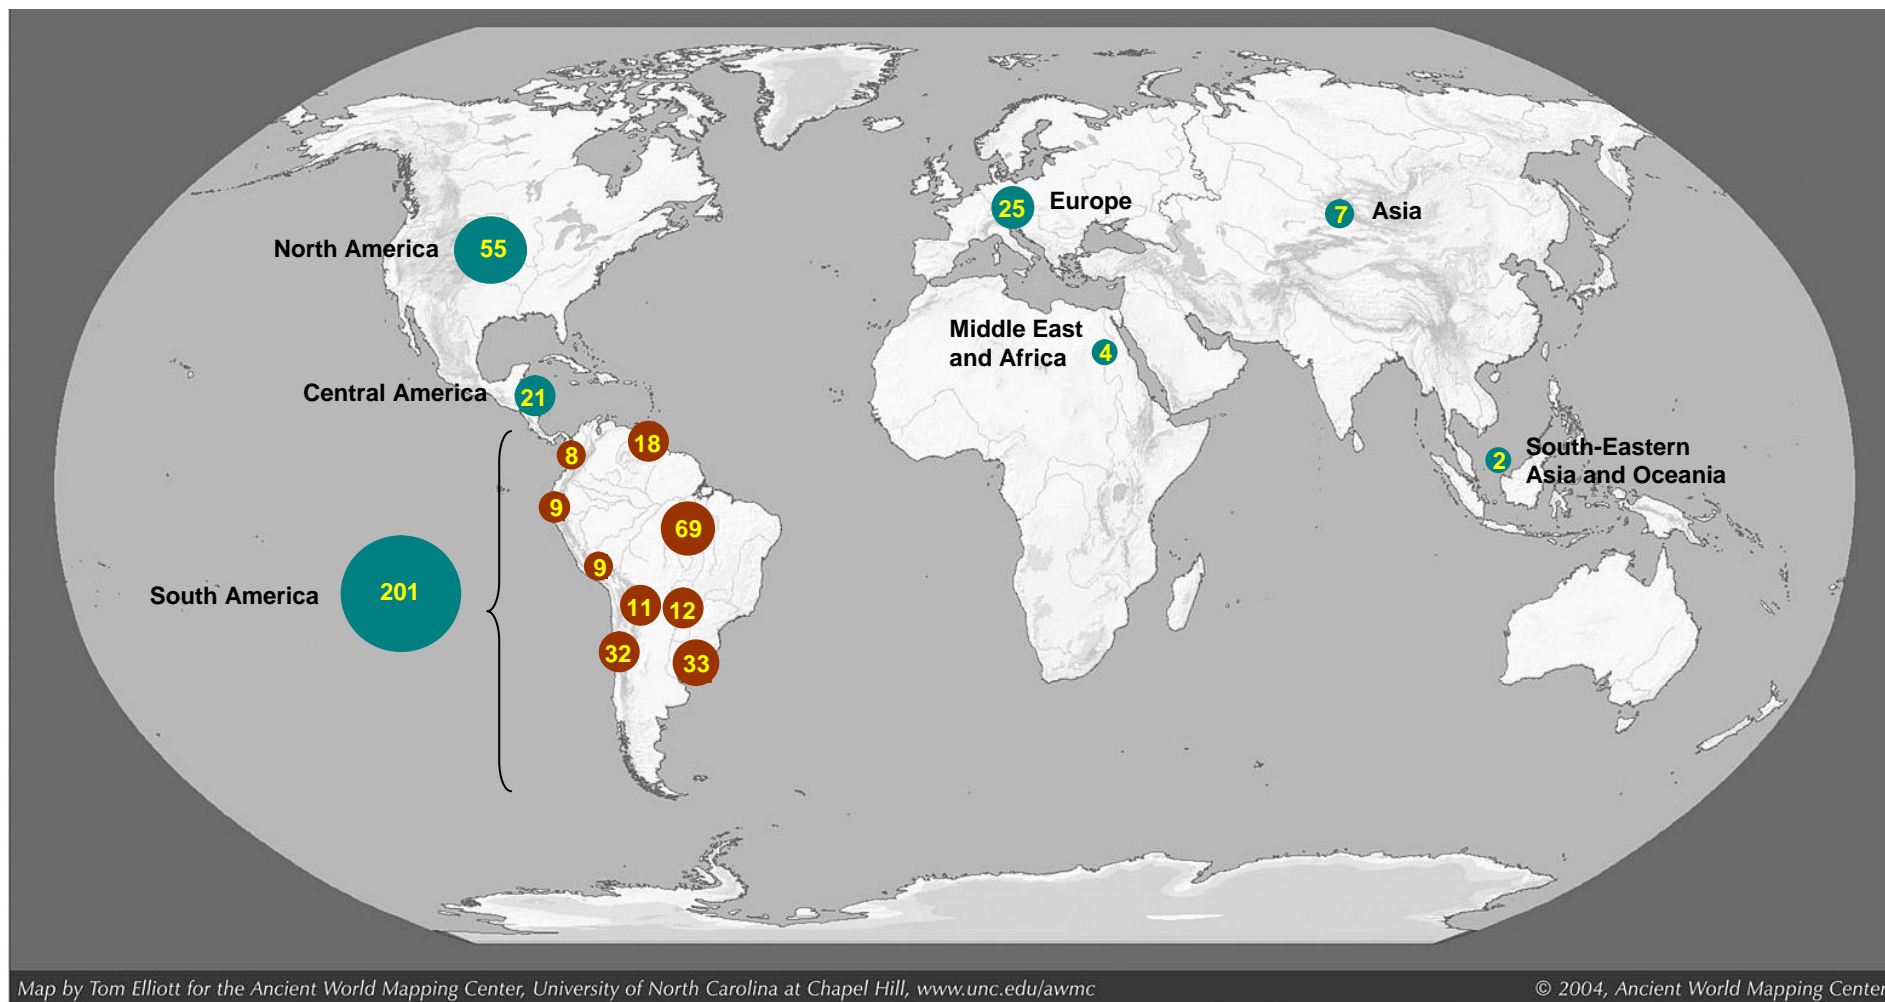 25
Europe
7
Asia
North America
55
Middle East
and Africa
4
Central America
21
18
8
South-Eastern
Asia and Oceania
2
9
69
9
South America
201
11
12
32
33
Map by Tom Elliott for the Ancient World Mapping Center, University of North Carolina at Chapel Hill, www.unc.edu/awmc
© 2004, Ancient World Mapping Center